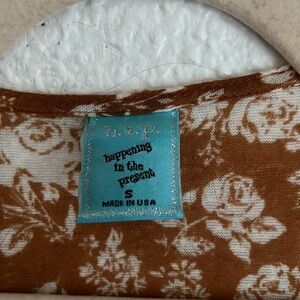 h.i.p.
happening
in the
present
S
MADE IN USA